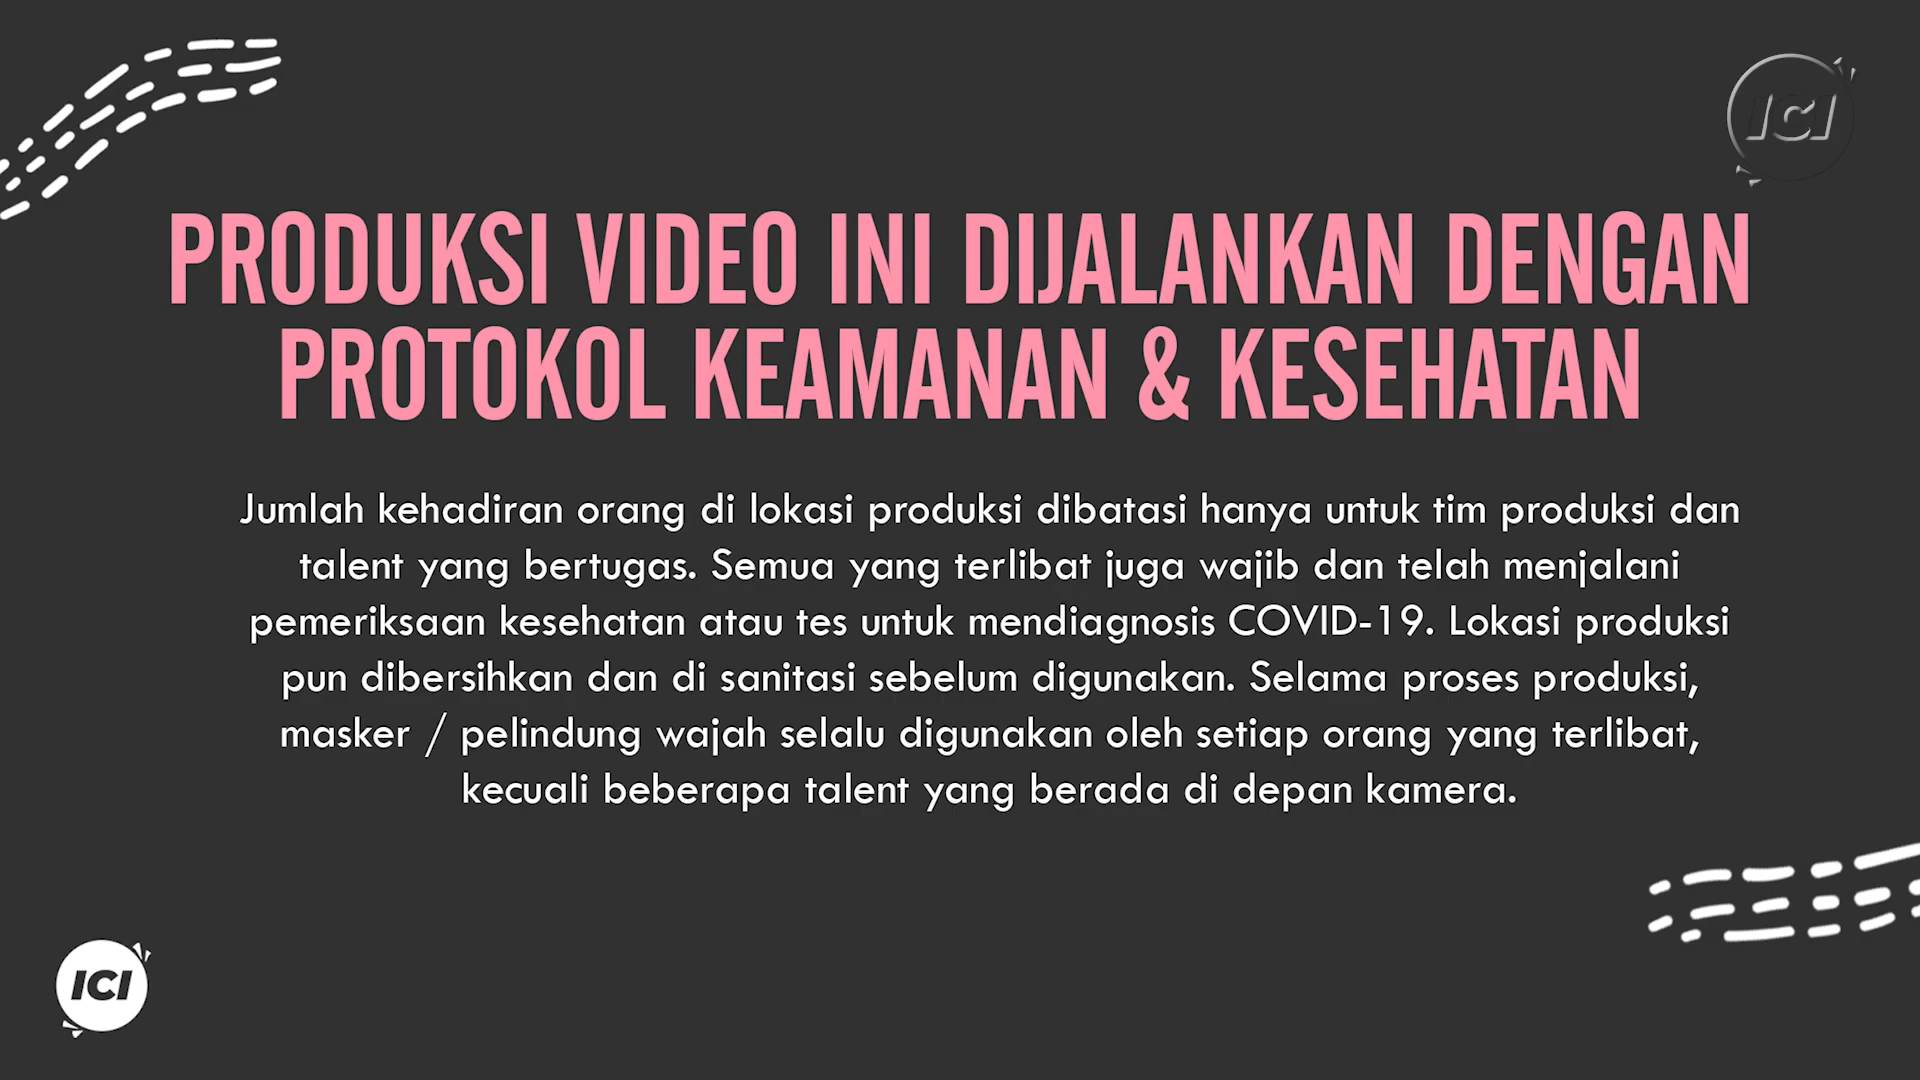 ICI
PRODUKSI VIDEO INI DIJALANKAN DENGAN
PROTOKOL KEAMANAN & KESEHATAN
Jumlah kehadiran orang di lokasi produksi dibatasi hanya untuk tim produksi dan
talent yang bertugas. Semua yang terlibat juga wajib dan telah menjalani
pemeriksaan kesehatan atau tes untuk mendiagnosis COVID-19. Lokasi produksi
pun dibersihkan dan di sanitasi sebelum digunakan. Selama proses produksi,
masker / pelindung wajah selalu digunakan oleh setiap orang yang terlibat,
kecuali beberapa talent yang berada di depan kamera.
ICI